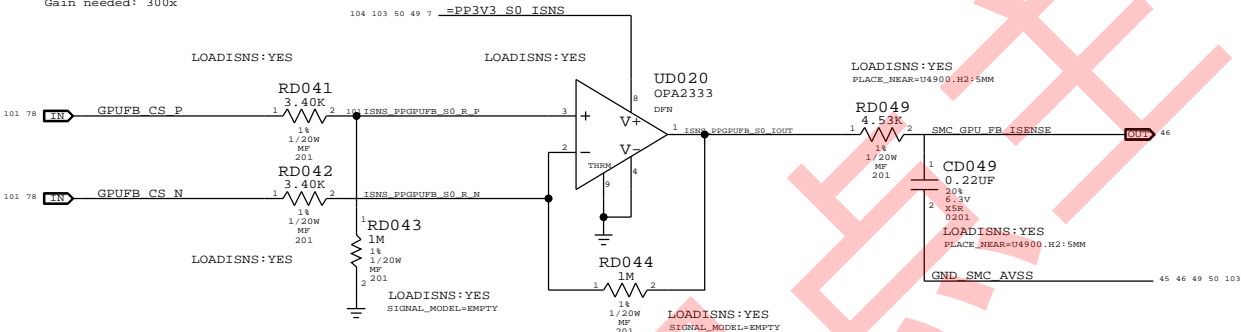 Gain needed: 300x
104 103 50 49 7 =PP3V3_S0_ISNS
LOADISNS:YES
LOADISNS:YES
UD020
OPA2333
DFN
8
V+
V-
THRM
3
+
2
-
1
4
9
101 78 IN GPUFB_CS_P
RD041
3.40K
1 2
1%
1/20W
MF
201
101 ISNS_PPGPUFB_S0_R_P
101 78 IN GPUFB_CS_N
RD042
3.40K
1 2
1%
1/20W
MF
201
ISNS_PPGPUFB_S0_R_N
LOADISNS:YES
1
RD043
1M
1%
1/20W
MF
201
2
LOADISNS:YES
SIGNAL_MODEL=EMPTY
RD044
1M
1 2
1%
1/20W
MF
201
LOADISNS:YES
SIGNAL_MODEL=EMPTY
ISNS_PPGPUFB_S0_IOUT
LOADISNS:YES
PLACE_NEAR=U4900.H2:5MM
RD049
4.53K
1 2
1%
1/20W
MF
201
SMC_GPU_FB_ISENSE OUT 46
1
CD049
0.22UF
20%
6.3V
X5R
0201
2
LOADISNS:YES
PLACE_NEAR=U4900.H2:5MM
GND_SMC_AVSS 45 46 49 50 103